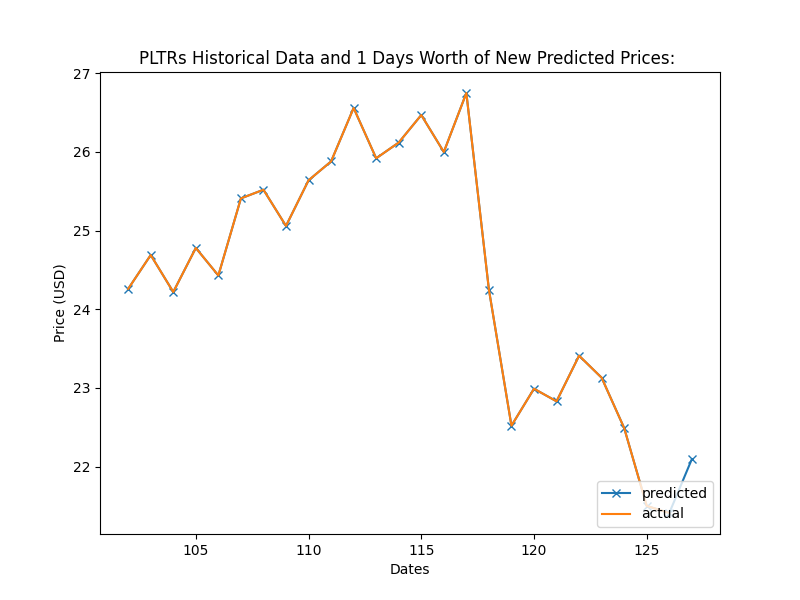 PLTRs Historical Data and 1 Days Worth of New Predicted Prices:
27
26
25
24
23
22
Price (USD)
predicted
actual
105
110
115
120
125
Dates